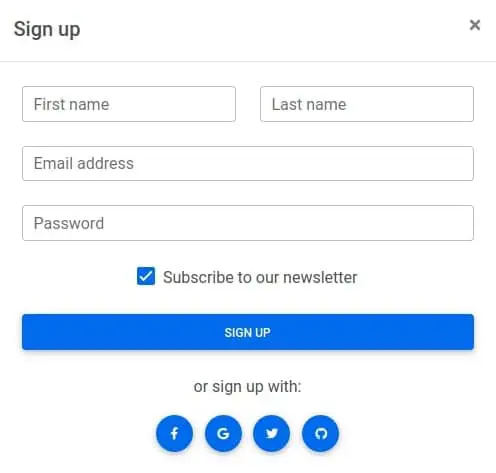 Sign up ×
First name Last name
Email address
Password
Subscribe to our newsletter
SIGN UP
or sign up with: